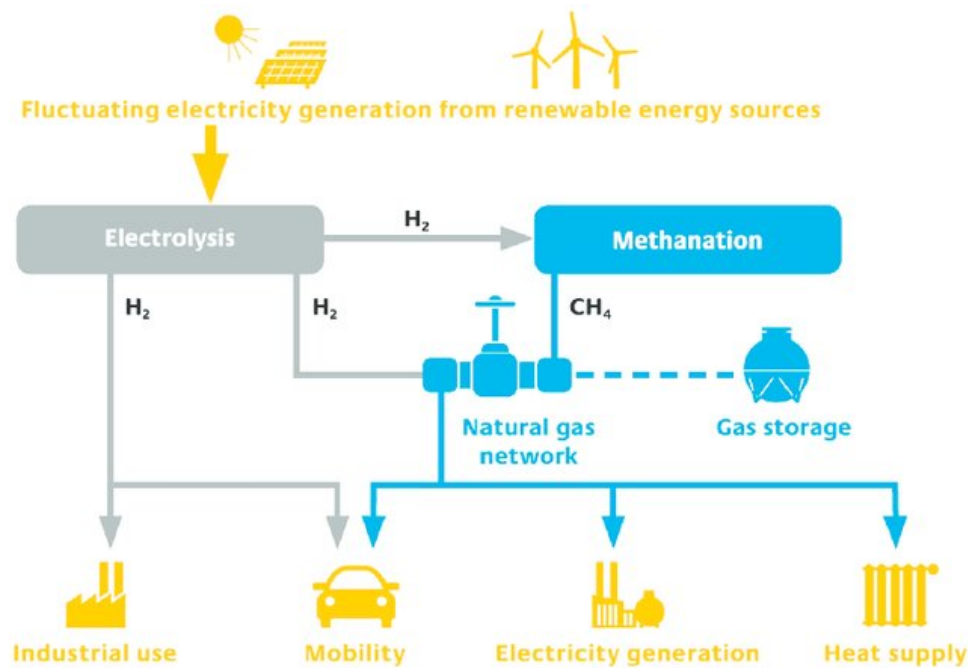 Fluctuating electricity generation from renewable energy sources
Electrolysis
H₂
Methanation
H₂
H₂
CH₄
Natural gas
network
Gas storage
Industrial use
Mobility
Electricity generation
Heat supply